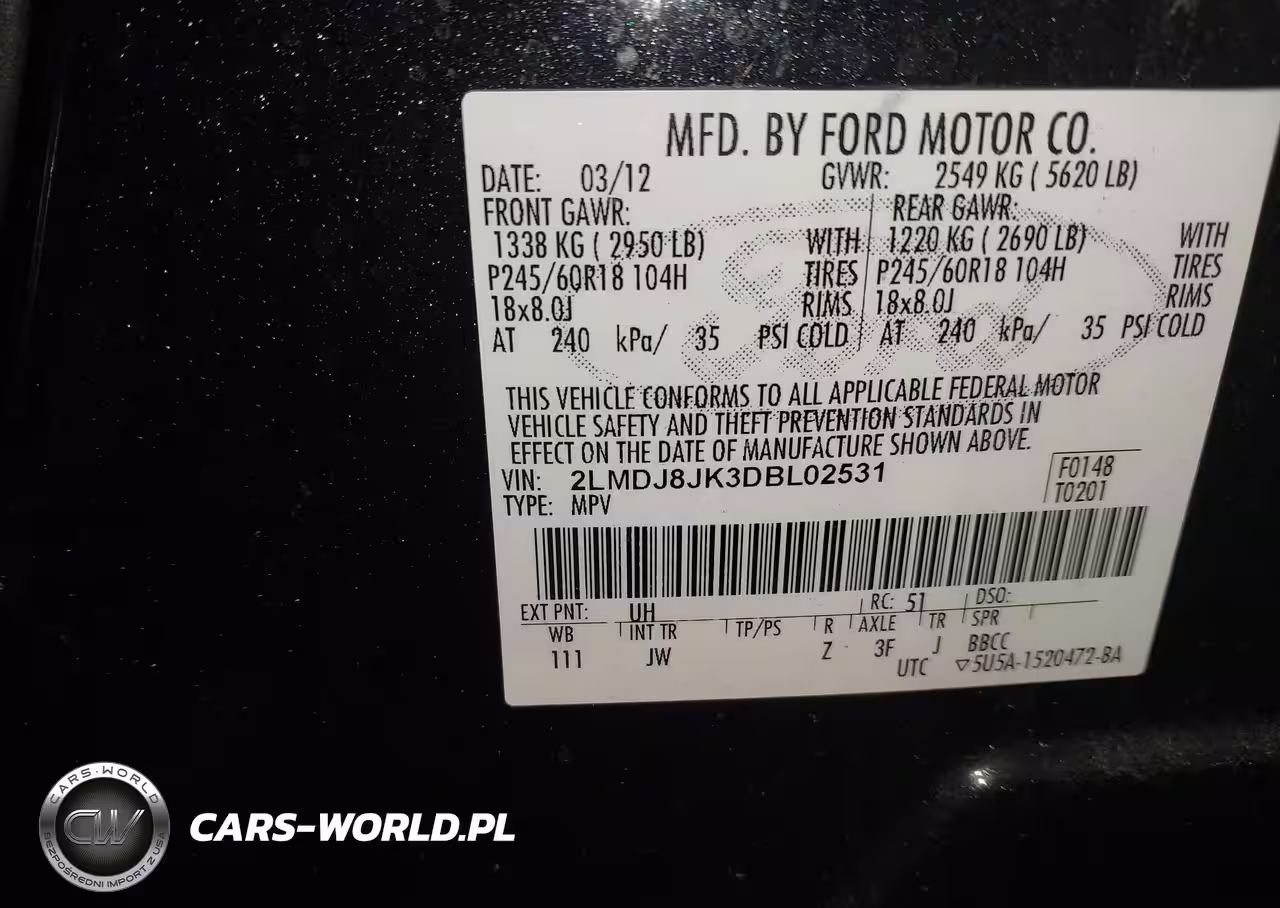 MFD. BY FORD MOTOR CO.
DATE: 03/12 GVWR: 2549 KG ( 5620 LB)
FRONT GAWR: REAR GAWR:
1338 KG ( 2950 LB) WITH 1220 KG ( 2690 LB) WITH
P245/60R18 104H TIRES P245/60R18 104H TIRES
18x8.0J RIMS 18x8.0J RIMS
AT 240 kPa/ 35 PSI COLD AT 240 kPa/ 35 PSI COLD
THIS VEHICLE CONFORMS TO ALL APPLICABLE FEDERAL MOTOR
VEHICLE SAFETY AND THEFT PREVENTION STANDARDS IN
EFFECT ON THE DATE OF MANUFACTURE SHOWN ABOVE.
VIN: 2LMDJ8JK3DBL02531 F0148
TYPE: MPV T0201
EXT PNT: UH RC: 51 DSO:
WB INT TR TP/PS R AXLE TR SPR
111 JW Z 3F J BBCC
UTC ▽5U5A-1520472-BA
CARS-WORLD
CW
BEZPOŚREDNI IMPORT Z USA
CARS-WORLD.PL